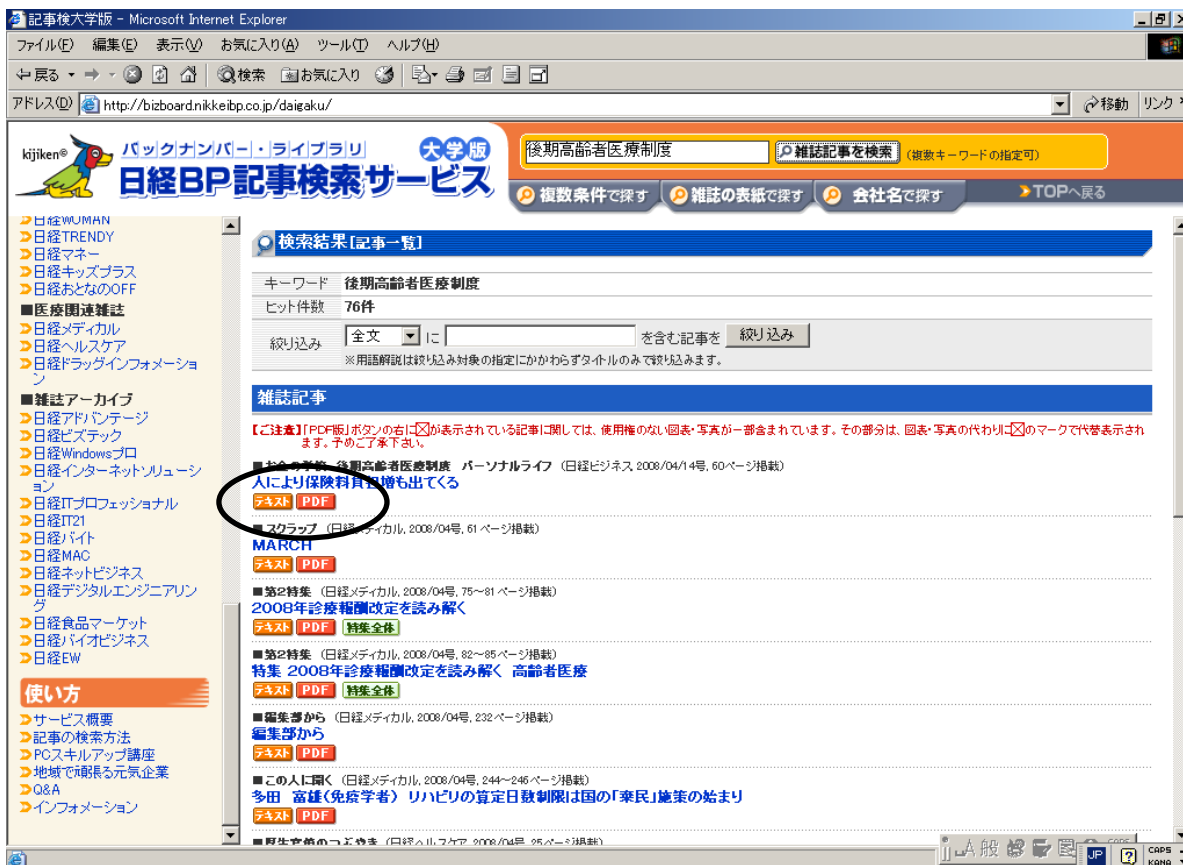 記事検大学版 - Microsoft Internet Explorer
ファイル(F) 編集(E) 表示(V) お気に入り(A) ツール(T) ヘルプ(H)
戻る 検索 お気に入り
アドレス(D) http://bizboard.nikkeibp.co.jp/daigaku/ 移動 リンク
kijiken® バックナンバー・ライブラリ 大学版
日経BP記事検索サービス
後期高齢者医療制度 雑誌記事を検索 (複数キーワードの指定可)
複数条件で探す 雑誌の表紙で探す 会社名で探す TOPへ戻る
日経WOMAN
日経TRENDY
日経マネー
日経キッズプラス
日経おとなのOFF
■医療関連雑誌
日経メディカル
日経ヘルスケア
日経ドラッグインフォメーショ
ン
■雑誌アーカイブ
日経アドバンテージ
日経ビズテック
日経Windowsプロ
日経インターネットソリューシ
ョン
日経ITプロフェッショナル
日経IT21
日経バイト
日経MAC
日経ネットビジネス
日経デジタルエンジニアリン
グ
日経食品マーケット
日経バイオビジネス
日経EW
使い方
サービス概要
記事の検索方法
PCスキルアップ講座
地域で頑張る元気企業
Q&A
インフォメーション
検索結果[記事一覧]
キーワード 後期高齢者医療制度
ヒット件数 76件
絞り込み 全文 に を含む記事を 絞り込み
※用語解説は絞り込み対象の指定にかかわらずタイトルのみで絞り込みます。
雑誌記事
【ご注意】「PDF版」ボタンの右に☒が表示されている記事に関しては、使用権のない図表・写真が一部含まれています。その部分は、図表・写真の代わりに☒のマークで代替表示され
ます。予めご了承下さい。
■お金の学校 後期高齢者医療制度 パーソナルライフ (日経ビジネス, 2008/04/14号, 60ページ掲載)
人により保険料負担増も出てくる
テキスト PDF
■スクラップ (日経メディカル, 2008/04号, 61ページ掲載)
MARCH
テキスト PDF
■第2特集 (日経メディカル, 2008/04号, 75〜81ページ掲載)
2008年診療報酬改定を読み解く
テキスト PDF 特集全体
■第2特集 (日経メディカル, 2008/04号, 82〜85ページ掲載)
特集 2008年診療報酬改定を読み解く 高齢者医療
テキスト PDF 特集全体
■編集部から (日経メディカル, 2008/04号, 232ページ掲載)
編集部から
テキスト PDF
■この人に聞く (日経メディカル, 2008/04号, 244〜246ページ掲載)
多田 富雄(免疫学者) リハビリの算定日数制限は国の「棄民」施策の始まり
テキスト PDF
■厚生官僚のつぶやき (日経ヘルスケア, 2008/04号, 25ページ掲載)
A 般 JP CAPS
KANA